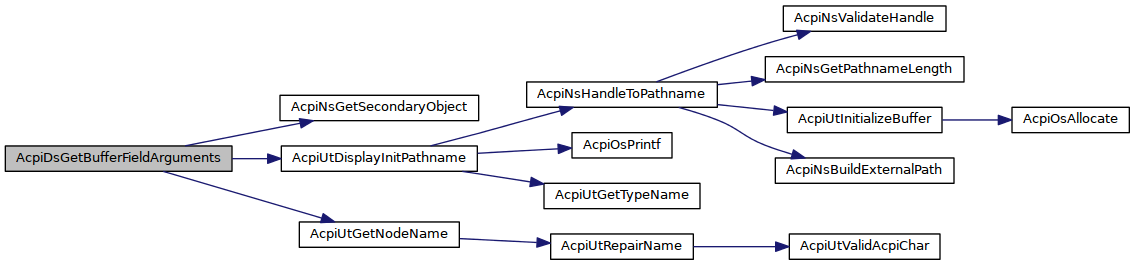 AcpiNsValidateHandle
AcpiNsGetPathnameLength
AcpiNsHandleToPathname
AcpiNsGetSecondaryObject
AcpiUtInitializeBuffer
AcpiOsAllocate
AcpiOsPrintf
AcpiDsGetBufferFieldArguments
AcpiUtDisplayInitPathname
AcpiNsBuildExternalPath
AcpiUtGetTypeName
AcpiUtGetNodeName
AcpiUtRepairName
AcpiUtValidAcpiChar